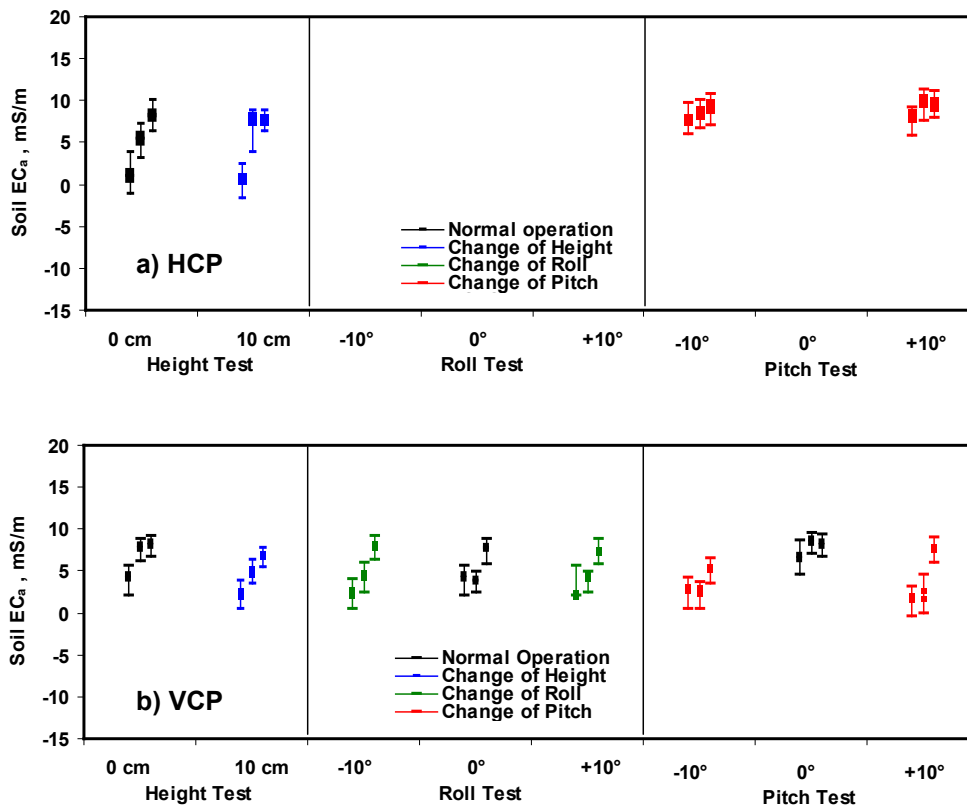 20
15
10
5
0
-5
-10
-15
Soil ECₐ , mS/m
a) HCP
Normal operation
Change of Height
Change of Roll
Change of Pitch
0 cm 10 cm -10° 0° +10° -10° 0° +10°
Height Test Roll Test Pitch Test
20
15
10
5
0
-5
-10
-15
Soil ECₐ , mS/m
b) VCP
Normal Operation
Change of Height
Change of Roll
Change of Pitch
0 cm 10 cm -10° 0° +10° -10° 0° +10°
Height Test Roll Test Pitch Test